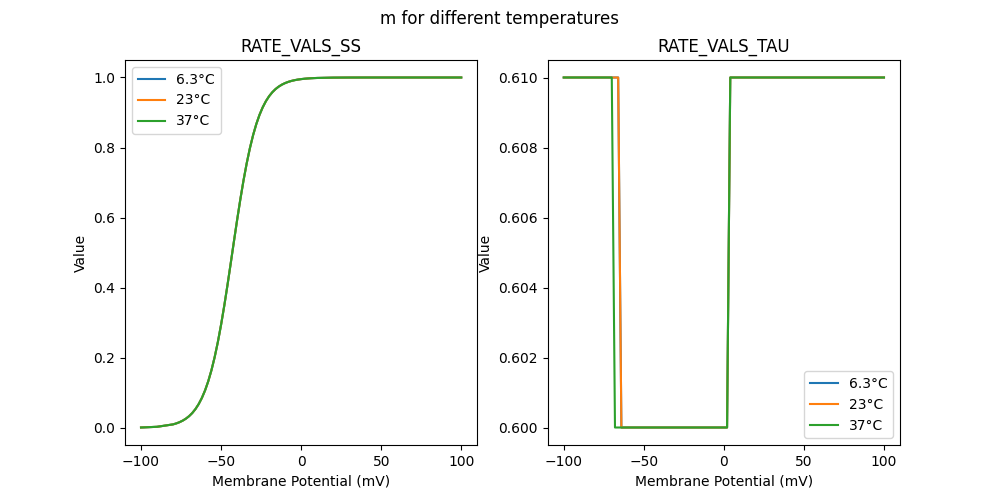 m for different temperatures
RATE_VALS_SS
1.0
0.8
0.6
0.4
0.2
0.0
Value
6.3°C
23°C
37°C
−100
−50
0
50
100
Membrane Potential (mV)
RATE_VALS_TAU
0.610
0.608
0.606
0.604
0.602
0.600
Value
6.3°C
23°C
37°C
−100
−50
0
50
100
Membrane Potential (mV)